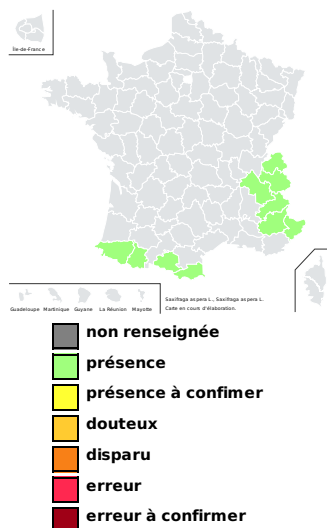 Île-de-France
Guadeloupe Martinique Guyane La Réunion Mayotte
Saxifraga aspera L., Saxifraga aspera L.
Carte en cours d'élaboration.
non renseignée
présence
présence à confimer
douteux
disparu
erreur
erreur à confirmer